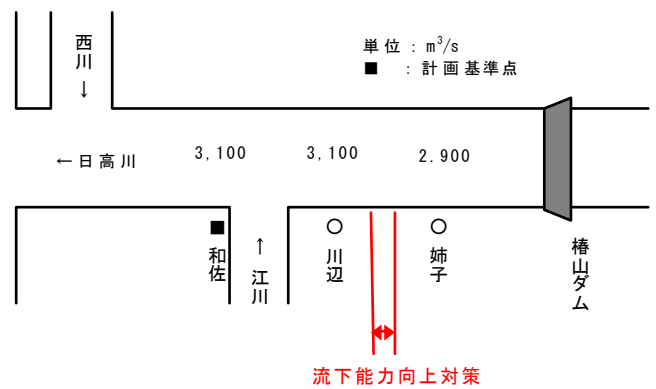 西川
↓
単位：m³/s
■ ：計画基準点
←日高川
3,100
3,100
2.900
■
和佐
↑
江川
○
川辺
○
姉子
椿山ダム
流下能力向上対策